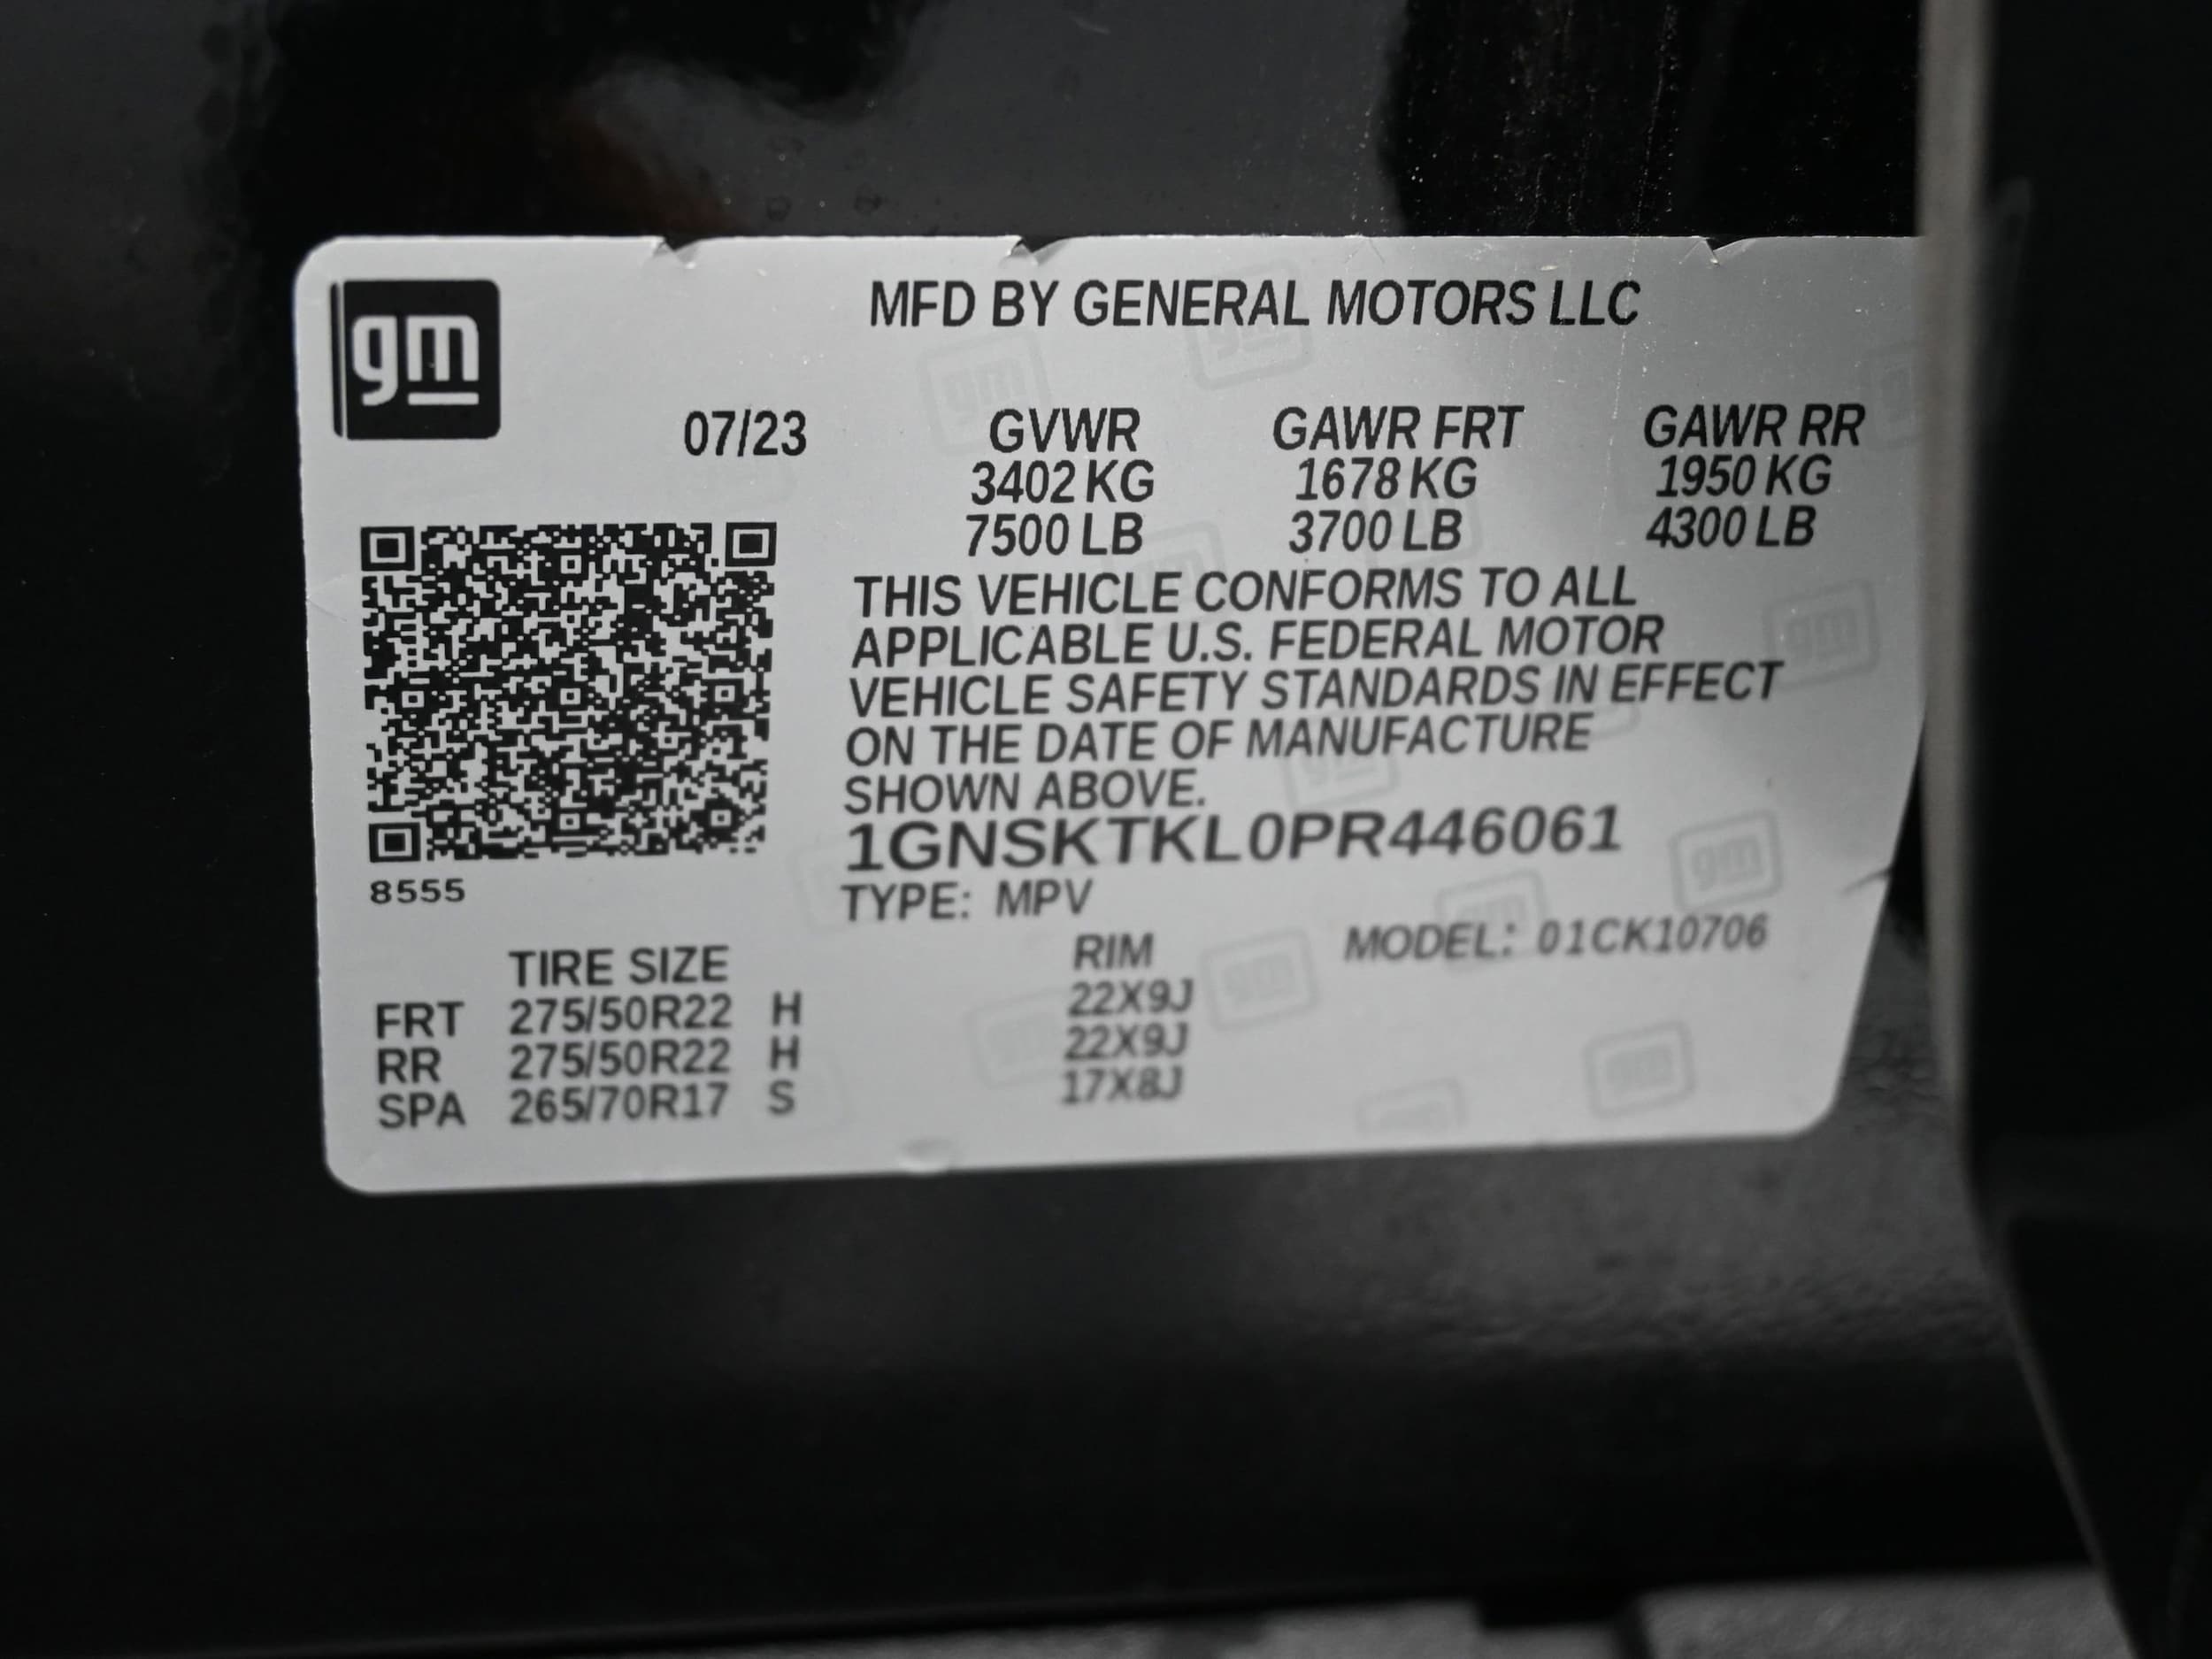 gm
MFD BY GENERAL MOTORS LLC
07/23
GVWR GAWR FRT GAWR RR
3402 KG 1678 KG 1950 KG
7500 LB 3700 LB 4300 LB
THIS VEHICLE CONFORMS TO ALL
APPLICABLE U.S. FEDERAL MOTOR
VEHICLE SAFETY STANDARDS IN EFFECT
ON THE DATE OF MANUFACTURE
SHOWN ABOVE.
1GNSKTKL0PR446061
8555
TYPE: MPV
MODEL: 01CK10706
TIRE SIZE RIM
FRT 275/50R22 H 22X9J
RR 275/50R22 H 22X9J
SPA 265/70R17 S 17X8J